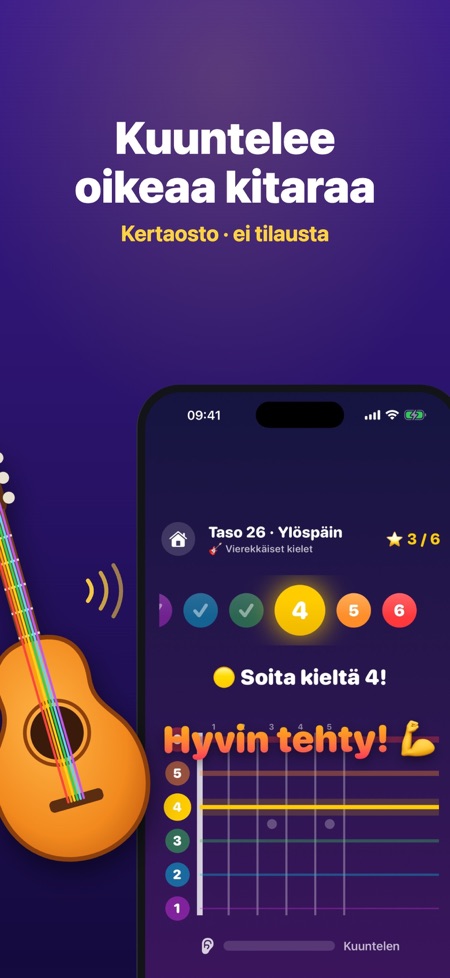 Kuuntelee
oikeaa kitaraa
Kertaosto · ei tilausta
09:41
Taso 26 · Ylöspäin
3 / 6
Vierekkäiset kielet
4
5
6
Soita kieltä 4!
1
3
4
5
Hyvin tehty!
5
4
3
2
1
Kuuntelen